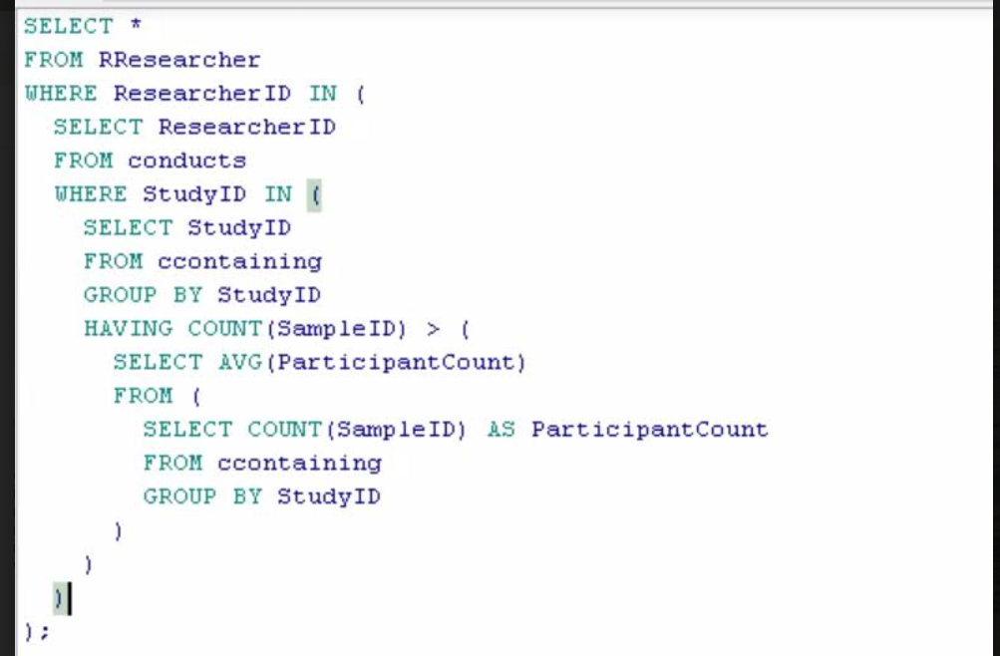 SELECT *
FROM RResearcher
WHERE ResearcherID IN (
SELECT ResearcherID
FROM conducts
WHERE StudyID IN (
SELECT StudyID
FROM ccontaining
GROUP BY StudyID
HAVING COUNT(SampleID) > (
SELECT AVG(ParticipantCount)
FROM (
SELECT COUNT(SampleID) AS ParticipantCount
FROM ccontaining
GROUP BY StudyID
)
)
)
);